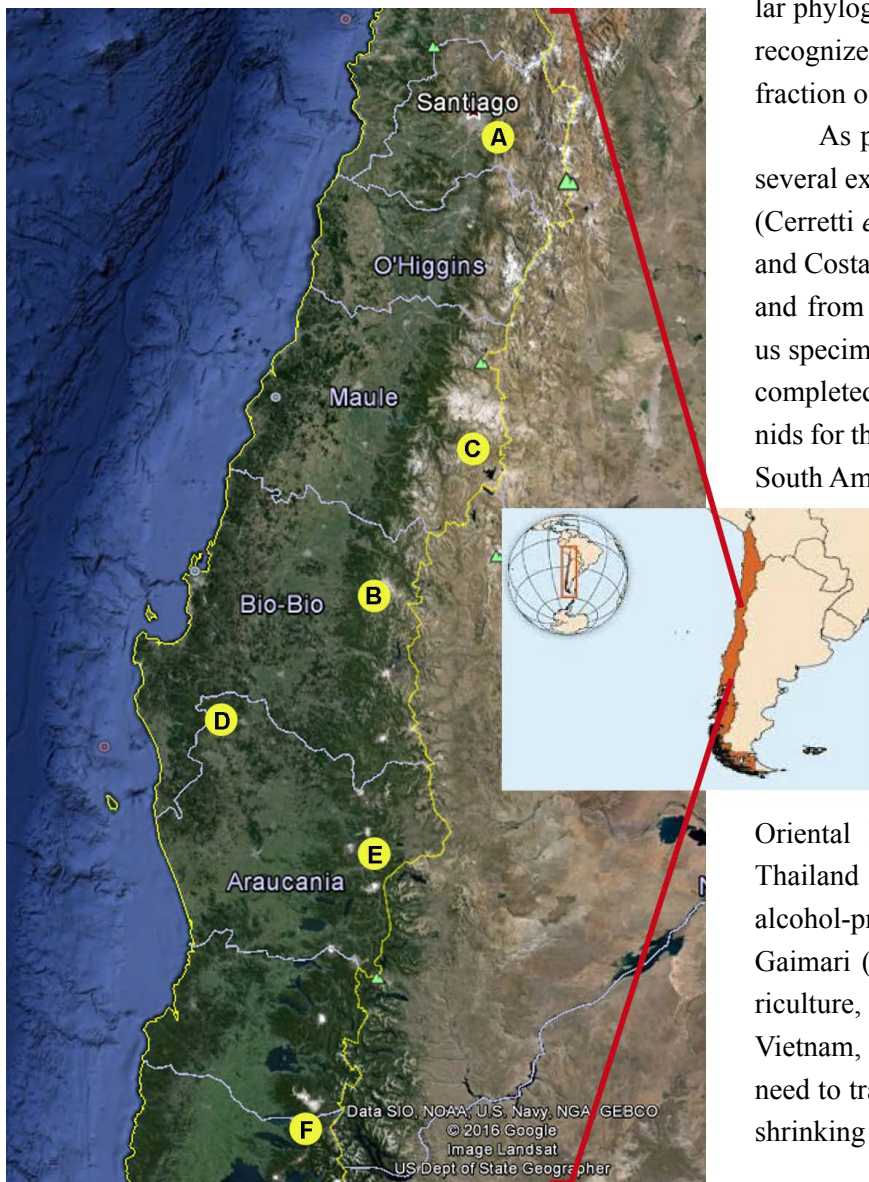 Santiago
A
O'Higgins
Maule
C
B
Bio-Bio
D
E
Araucania
Data SIO, NOAA, U.S. Navy, NGA, GEBCO
© 2016 Google
Image Landsat
US Dept of State Geographer
F
lar phylog
recognize
fraction o
As p
several ex
(Cerretti e
and Costa
and from
us specim
completed
nids for th
South Am
Oriental
Thailand
alcohol-pr
Gaimari (
riculture,
Vietnam,
need to tra
shrinking